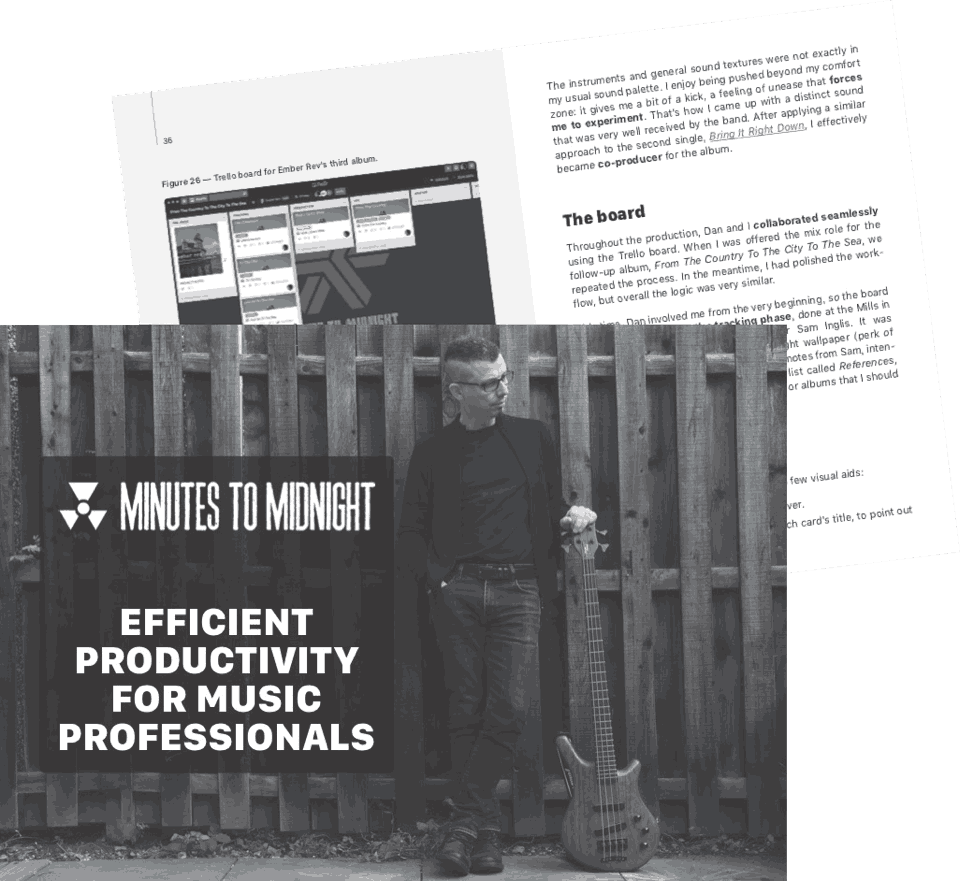 36
Figure 26 — Trello board for Ember Rev's third album.
The instruments and general sound textures were not exactly in
my usual sound palette. I enjoy being pushed beyond my comfort
zone: it gives me a bit of a kick, a feeling of unease that forces
me to experiment. That's how I came up with a distinct sound
that was very well received by the band. After applying a similar
approach to the second single, Bring It Right Down, I effectively
became co-producer for the album.
The board
Throughout the production, Dan and I collaborated seamlessly
using the Trello board. When I was offered the mix role for the
follow-up album, From The Country To The City To The Sea, we
repeated the process. In the meantime, I had polished the work-
flow, but overall the logic was very similar.
time, Dan involved me from the very beginning, so the board
tracking phase, done at the Mills in
Sam Inglis. It was
wallpaper (perk of
notes from Sam, inten-
list called References,
or albums that I should
few visual aids:
ch card's title, to point out
MINUTES TO MIDNIGHT
EFFICIENT
PRODUCTIVITY
FOR MUSIC
PROFESSIONALS